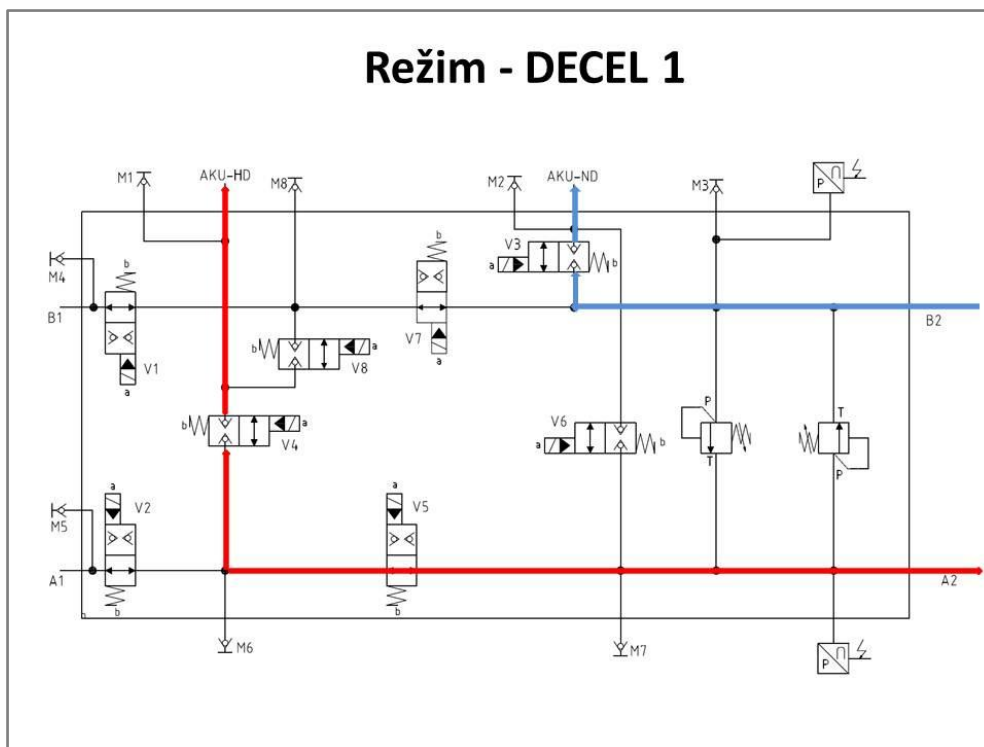 Režim - DECEL 1
M1 AKU-HD M8 M2 AKU-ND M3 P
M4 b b V3 a b
B1 V7 B2
V1 b V8 a a
a
b V4 a V6 a b P T T P
a V2 a V5
M5
A1 b b A2
M6 M7 P